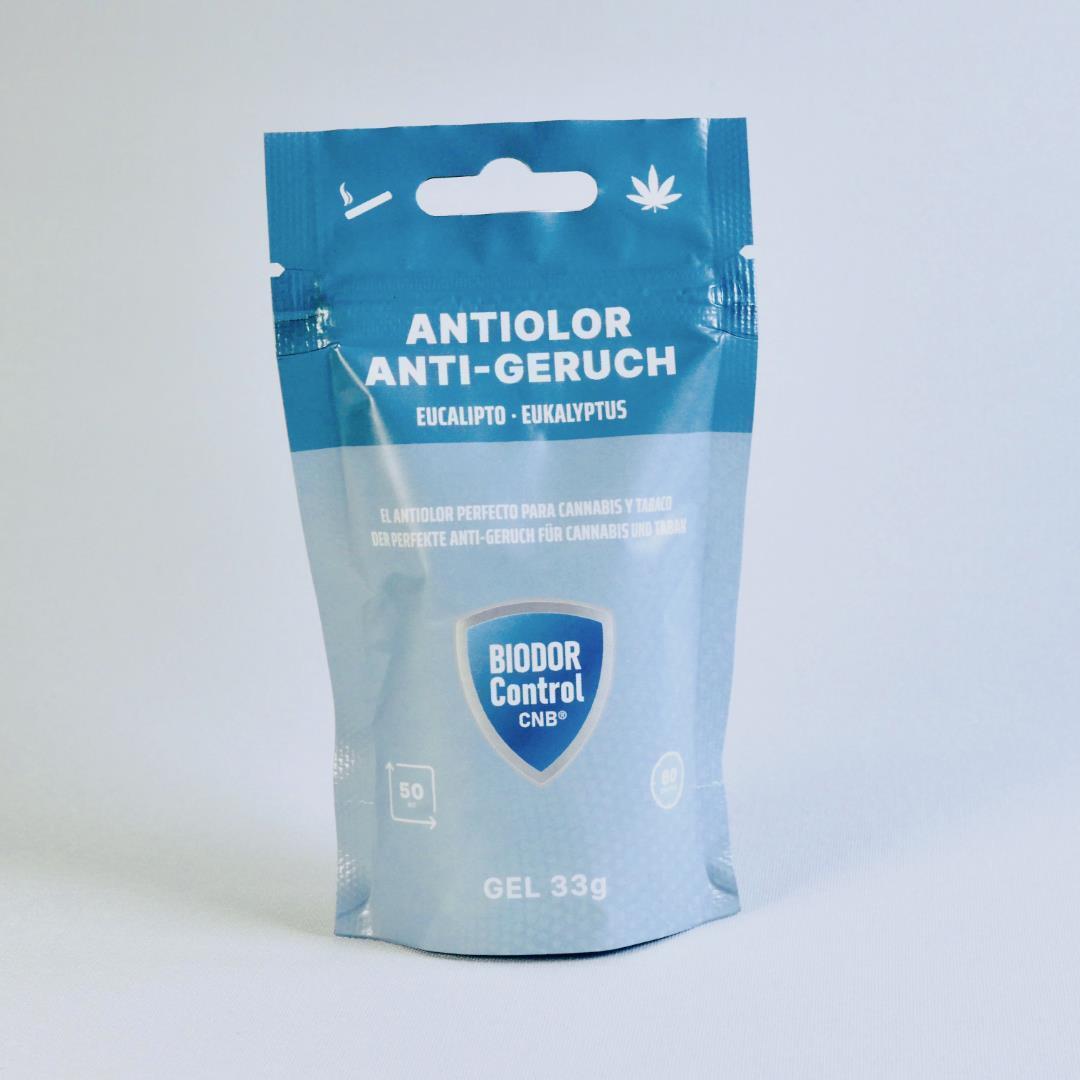 ANTIOLOR
ANTI-GERUCH
EUCALIPTO · EUKALYPTUS
EL ANTIOLOR PERFECTO PARA CANNABIS Y TABACO
DER PERFEKTE ANTI-GERUCH FÜR CANNABIS UND TABAK
BIODOR
Control
CNB®
50
60
GEL 33g